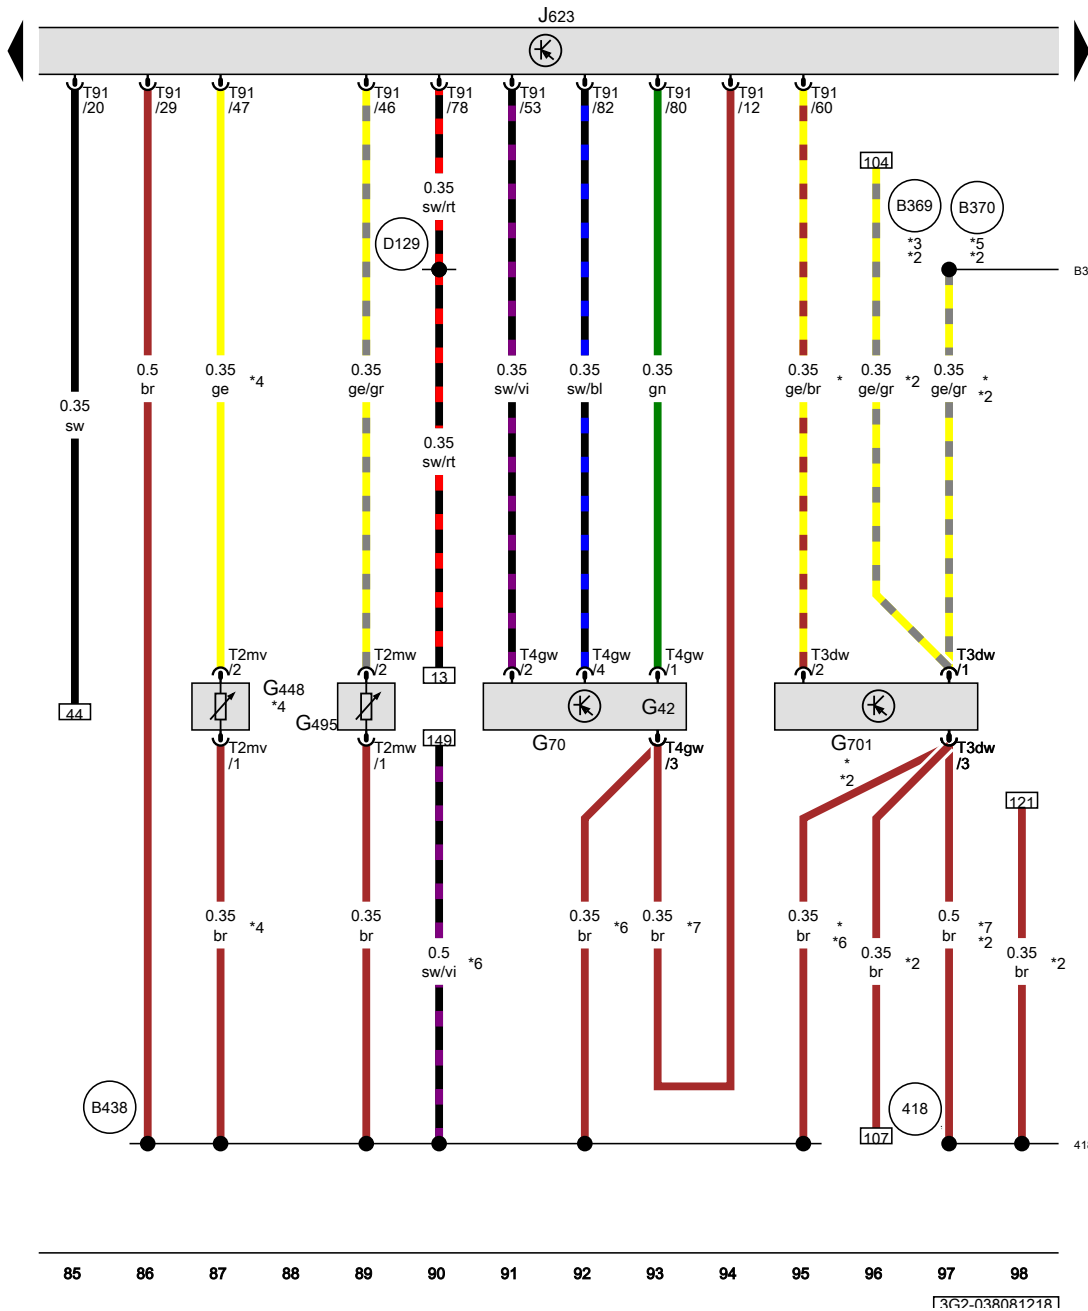 J623
T91 /20
T91 /29
T91 /47
T91 /46
T91 /78
T91 /53
T91 /82
T91 /80
T91 /12
T91 /60
104
0.35
sw/rt
B369
B370
*3
*2
*5
*2
D129
B3
0.5
br
0.35
ge
*4
0.35
ge/gr
0.35
sw/vi
0.35
sw/bl
0.35
gn
0.35
ge/br
*
0.35
ge/gr
*2
0.35
ge/gr
*
*2
0.35
sw
0.35
sw/rt
T2mv /2
T2mw /2
T4gw /2
T4gw /4
T4gw /1
T3dw /2
T3dw /1
13
G448
*4
G495
G42
44
149
T2mv /1
T2mw /1
G70
T4gw /3
G701
*
*2
T3dw /3
121
0.35
br
*4
0.35
br
0.35
br
*6
0.35
br
*7
0.35
br
*
*6
0.5
br
*7
*2
0.5
sw/vi
*6
0.35
br
*2
0.35
br
*2
B438
418
107
418
85 86 87 88 89 90 91 92 93 94 95 96 97 98
3G2-038081218